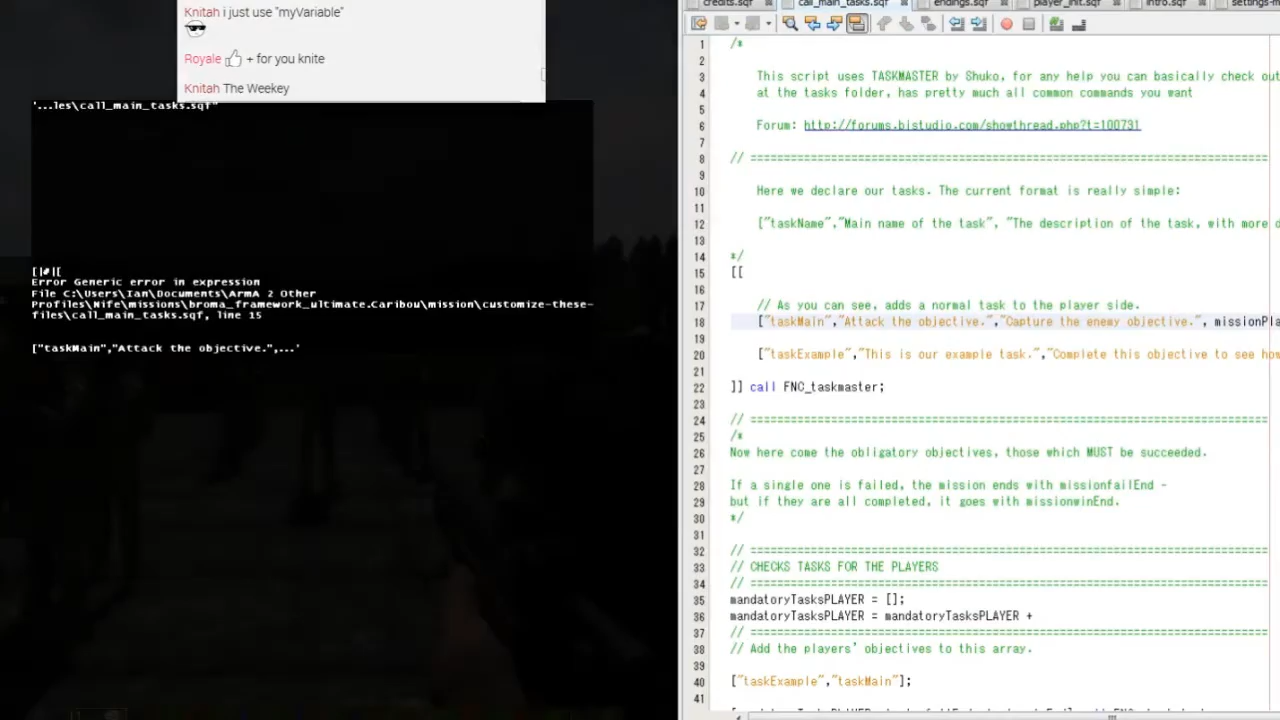 Knitah i just use "myVariable"
Royale + for you knite
Knitah The Weekey
'...les\call_main_tasks.sqf"
[|#|[
Error Generic error in expression
File C:\Users\Ian\Documents\ArmA 2 Other
Profiles\Nife\missions\broma_framework_ultimate.Caribou\mission\customize-these-
files\call_main_tasks.sqf, line 15
["taskMain","Attack the objective.",...'
credits.sqf call_main_tasks.sqf endings.sqf player_init.sqf intro.sqf settings-m
1 /*
2
3 This script uses TASKMASTER by Shuko, for any help you can basically check out
4 at the tasks folder, has pretty much all common commands you want
5
6 Forum: http://forums.bistudio.com/showthread.php?t=100731
7
8 // =============================================================================
9
10 Here we declare our tasks. The current format is really simple:
11
12 ["taskName","Main name of the task", "The description of the task, with more d
13
14 */
15 [[
16
17 // As you can see, adds a normal task to the player side.
18 ["taskMain","Attack the objective.","Capture the enemy objective.", missionPla
19
20 ["taskExample","This is our example task.","Complete this objective to see how
21
22 ]] call FNC_taskmaster;
23
24 // =============================================================================
25 /*
26 Now here come the obligatory objectives, those which MUST be succeeded.
27
28 If a single one is failed, the mission ends with missionfailEnd -
29 but if they are all completed, it goes with missionwinEnd.
30 */
31
32 // =============================================================================
33 // CHECKS TASKS FOR THE PLAYERS
34 // =============================================================================
35 mandatoryTasksPLAYER = [];
36 mandatoryTasksPLAYER = mandatoryTasksPLAYER +
37 // =============================================================================
38 // Add the players' objectives to this array.
39
40 ["taskExample","taskMain"];
41